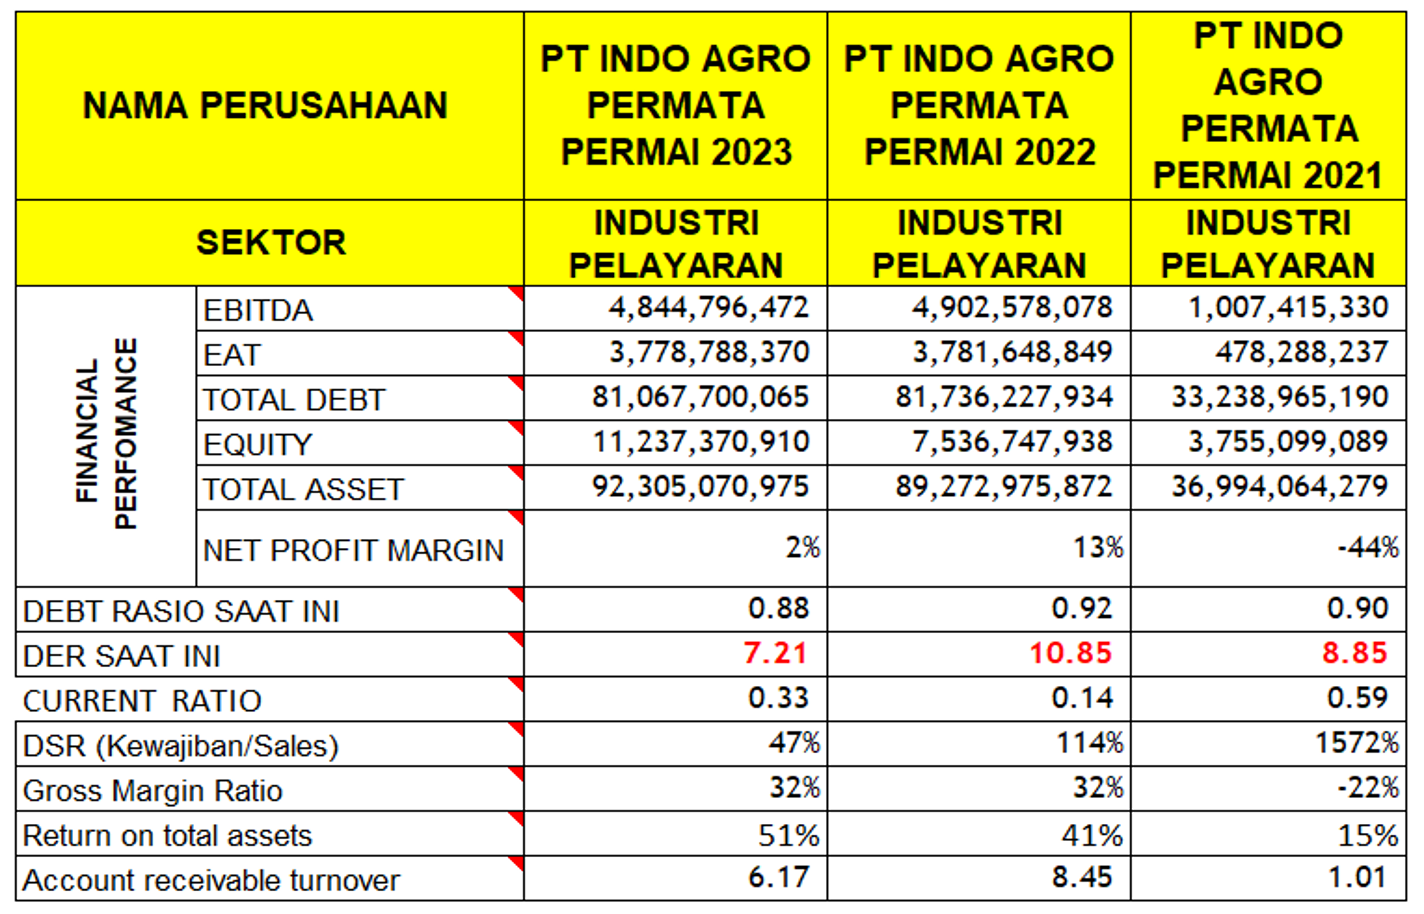 NAMA PERUSAHAAN
PT INDO AGRO
PERMATA
PERMAI 2023
PT INDO AGRO
PERMATA
PERMAI 2022
PT INDO
AGRO
PERMATA
PERMAI 2021
SEKTOR
INDUSTRI
PELAYARAN
INDUSTRI
PELAYARAN
INDUSTRI
PELAYARAN
FINANCIAL
PERFOMANCE
EBITDA 4,844,796,472 4,902,578,078 1,007,415,330
EAT 3,778,788,370 3,781,648,849 478,288,237
TOTAL DEBT 81,067,700,065 81,736,227,934 33,238,965,190
EQUITY 11,237,370,910 7,536,747,938 3,755,099,089
TOTAL ASSET 92,305,070,975 89,272,975,872 36,994,064,279
NET PROFIT MARGIN 2% 13% -44%
DEBT RASIO SAAT INI 0.88 0.92 0.90
DER SAAT INI 7.21 10.85 8.85
CURRENT RATIO 0.33 0.14 0.59
DSR (Kewajiban/Sales) 47% 114% 1572%
Gross Margin Ratio 32% 32% -22%
Return on total assets 51% 41% 15%
Account receivable turnover 6.17 8.45 1.01